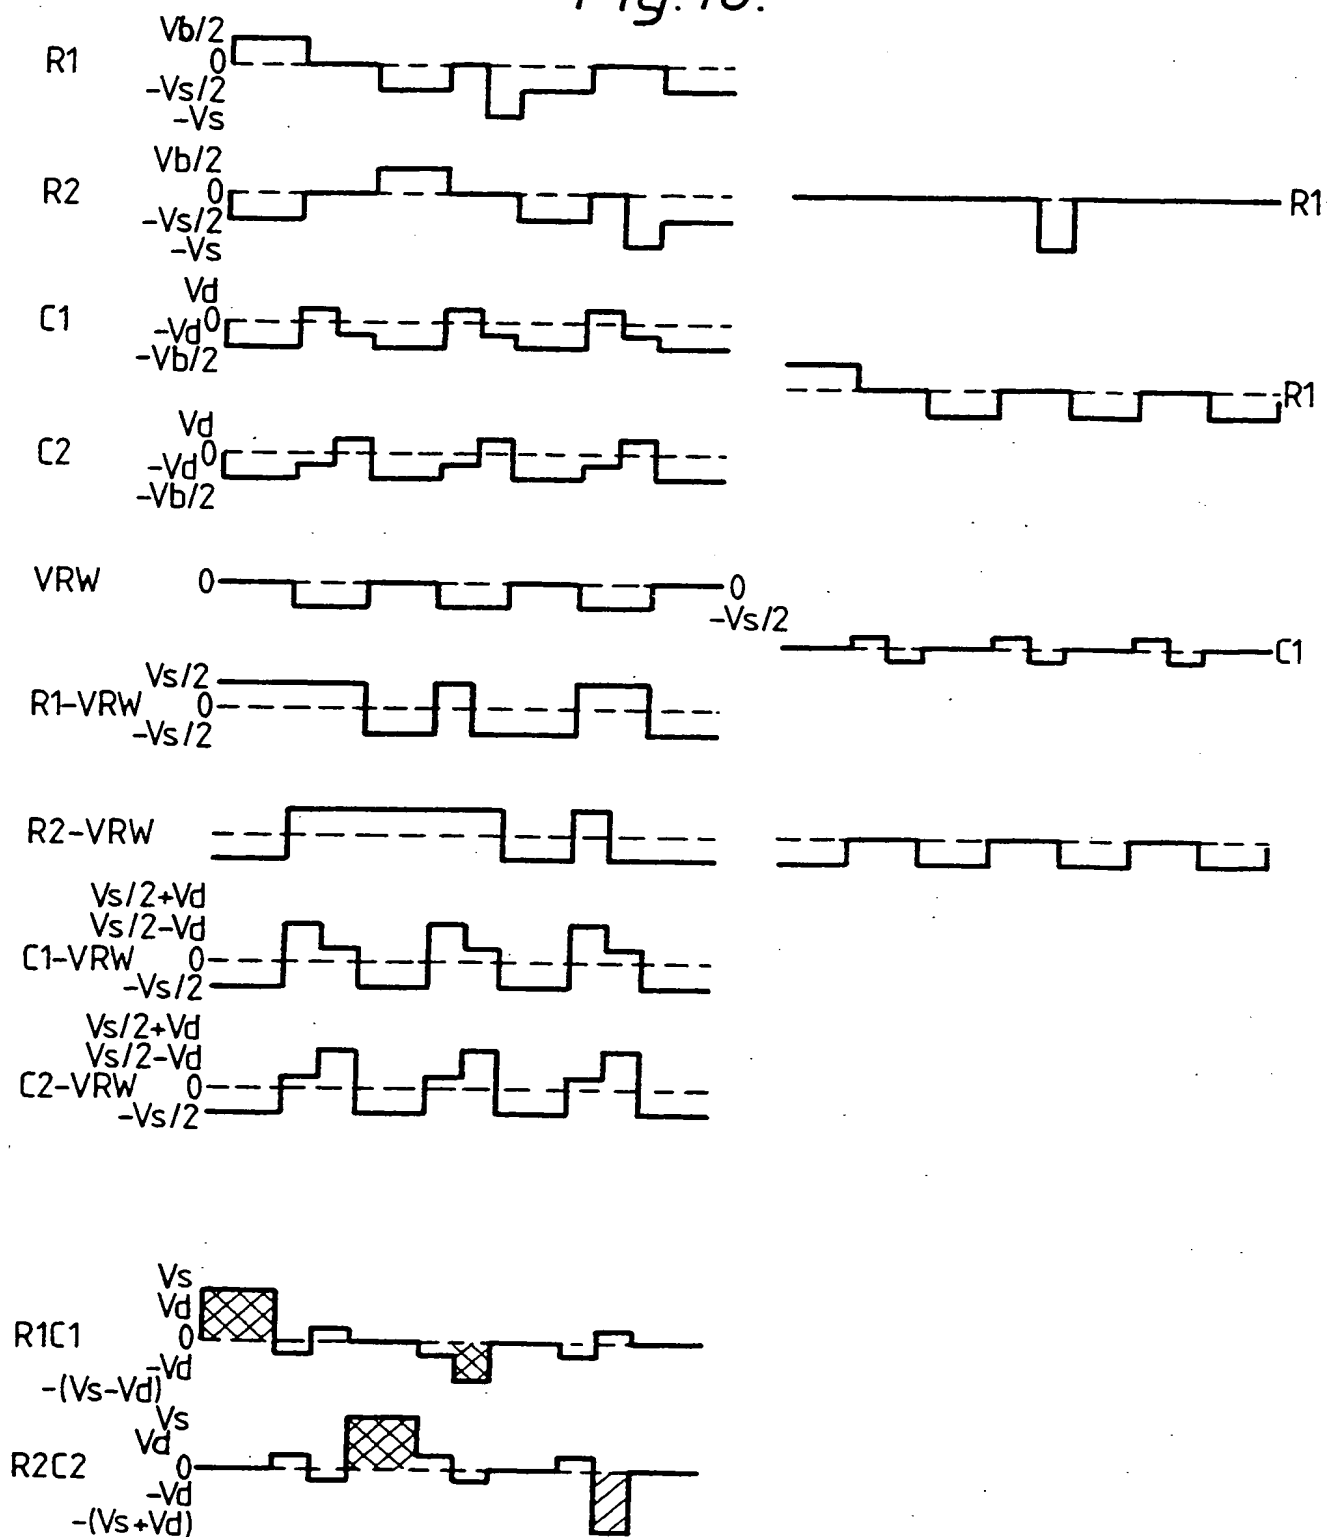 Fig.16.
R1
Vb/2
0
-Vs/2
-Vs
R2
Vb/2
0
-Vs/2
-Vs
R1
C1
Vd
0
-Vd
-Vb/2
R1
C2
Vd
0
-Vd
-Vb/2
VRW
0
0
-Vs/2
C1
R1-VRW
Vs/2
0
-Vs/2
R2-VRW
Vs/2+Vd
Vs/2-Vd
C1-VRW
0
-Vs/2
Vs/2+Vd
Vs/2-Vd
C2-VRW
0
-Vs/2
R1C1
Vs
Vd
0
-Vd
-(Vs-Vd)
R2C2
Vs
Vd
0
-Vd
-(Vs+Vd)